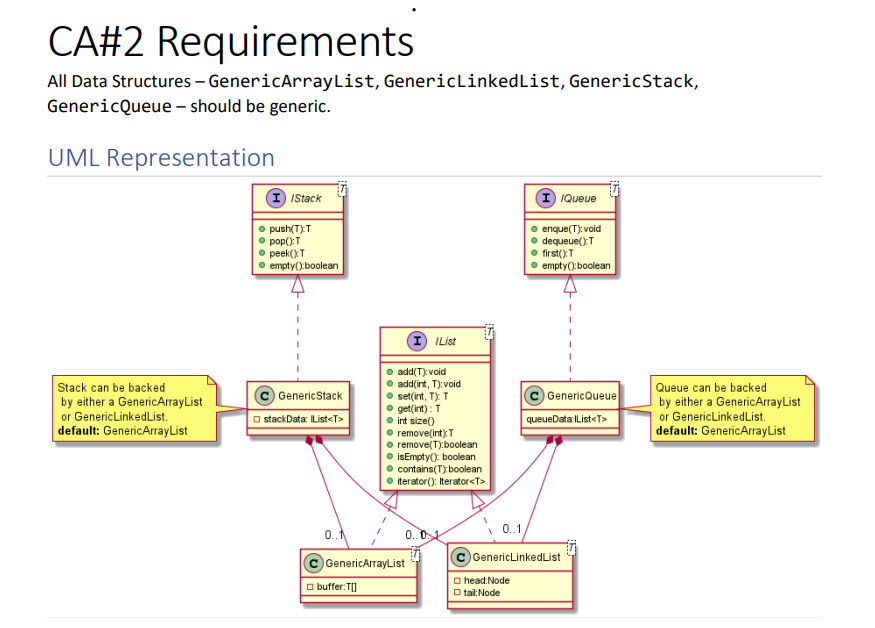 CA#2 Requirements
All Data Structures – GenericArrayList, GenericLinkedList, GenericStack,
GenericQueue – should be generic.
UML Representation
T
I IStack
push(T):T
pop():T
peek():T
empty():boolean
T
I IQueue
enque(T):void
dequeue():T
first():T
empty():boolean
T
I IList
add(T):void
add(int, T):void
set(int, T): T
get(int) : T
int size()
remove(int):T
remove(T):boolean
isEmpty(): boolean
contains(T):boolean
iterator(): Iterator<T>
Stack can be backed
by either a GenericArrayList
or GenericLinkedList.
default: GenericArrayList
C GenericStack
stackData: IList<T>
C GenericQueue
queueData:IList<T>
Queue can be backed
by either a GenericArrayList
or GenericLinkedList.
default: GenericArrayList
0..1
0..1
0..1
0..1
T
C GenericArrayList
buffer:T[]
T
C GenericLinkedList
head:Node
tail:Node